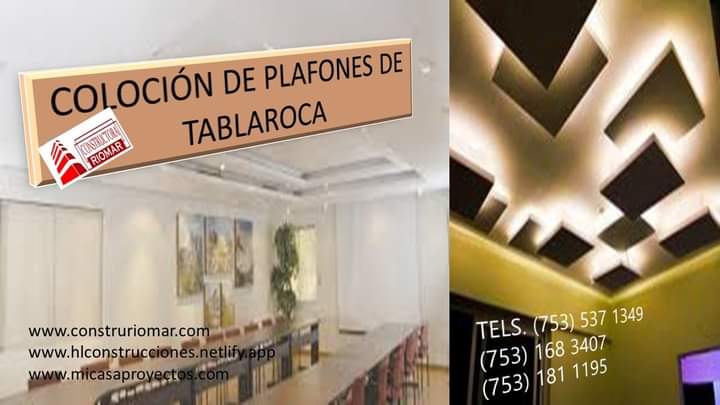 COLOCIÓN DE PLAFONES DE
TABLAROCA
CONSTRUCTORA
RIOMAR
www.construriomar.com
www.hlconstrucciones.netlify.app
www.micasaproyectos.com
TELS. (753) 537 1349
(753) 168 3407
(753) 181 1195